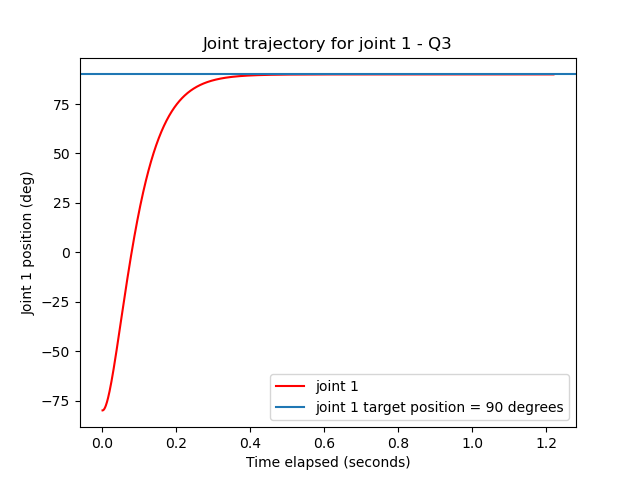 Joint trajectory for joint 1 - Q3
Joint 1 position (deg)
75
50
25
0
−25
−50
−75
joint 1
joint 1 target position = 90 degrees
0.0 0.2 0.4 0.6 0.8 1.0 1.2
Time elapsed (seconds)